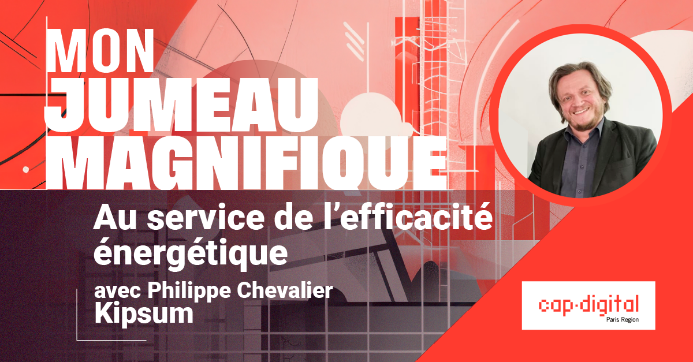 MON
JUMEAU
MAGNIFIQUE
Au service de l’efficacité
énergétique
avec Philippe Chevalier
Kipsum
cap·digital
Paris Region